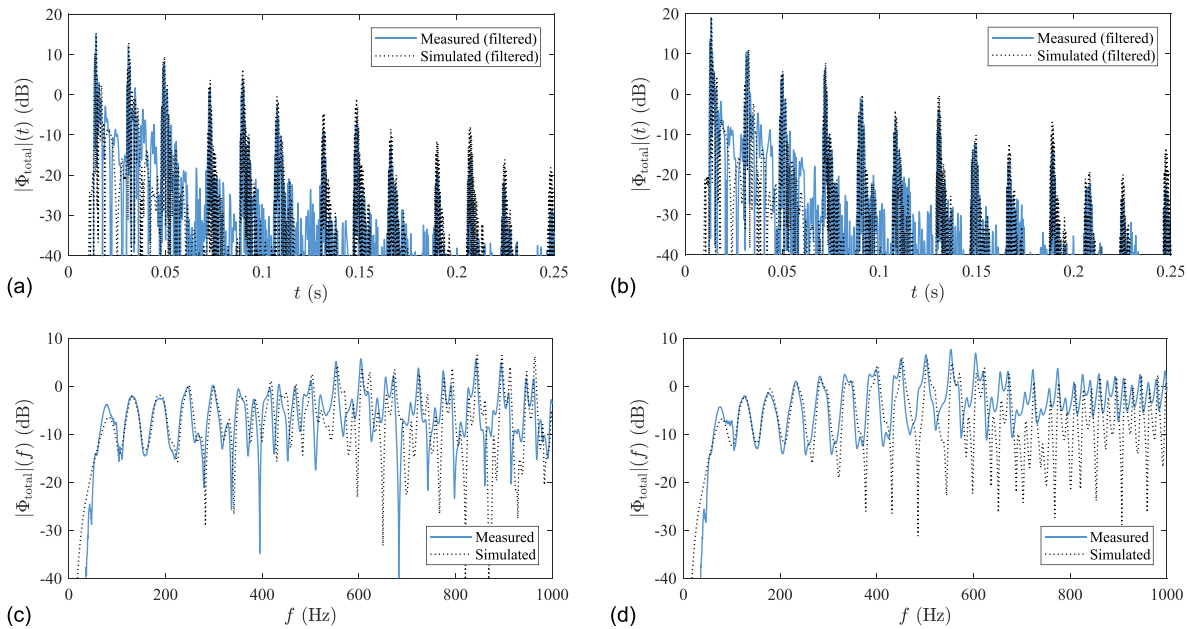 20
10
0
-10
-20
-30
-40
|Φtotal|(t) (dB)
Measured (filtered)
Simulated (filtered)
0
0.05
0.1
0.15
0.2
0.25
t (s)
(a)
20
10
0
-10
-20
-30
-40
|Φtotal|(t) (dB)
Measured (filtered)
Simulated (filtered)
0
0.05
0.1
0.15
0.2
0.25
t (s)
(b)
10
0
-10
-20
-30
-40
|Φtotal|(f) (dB)
Measured
Simulated
0
200
400
600
800
1000
f (Hz)
(c)
10
0
-10
-20
-30
-40
|Φtotal|(f) (dB)
Measured
Simulated
0
200
400
600
800
1000
f (Hz)
(d)